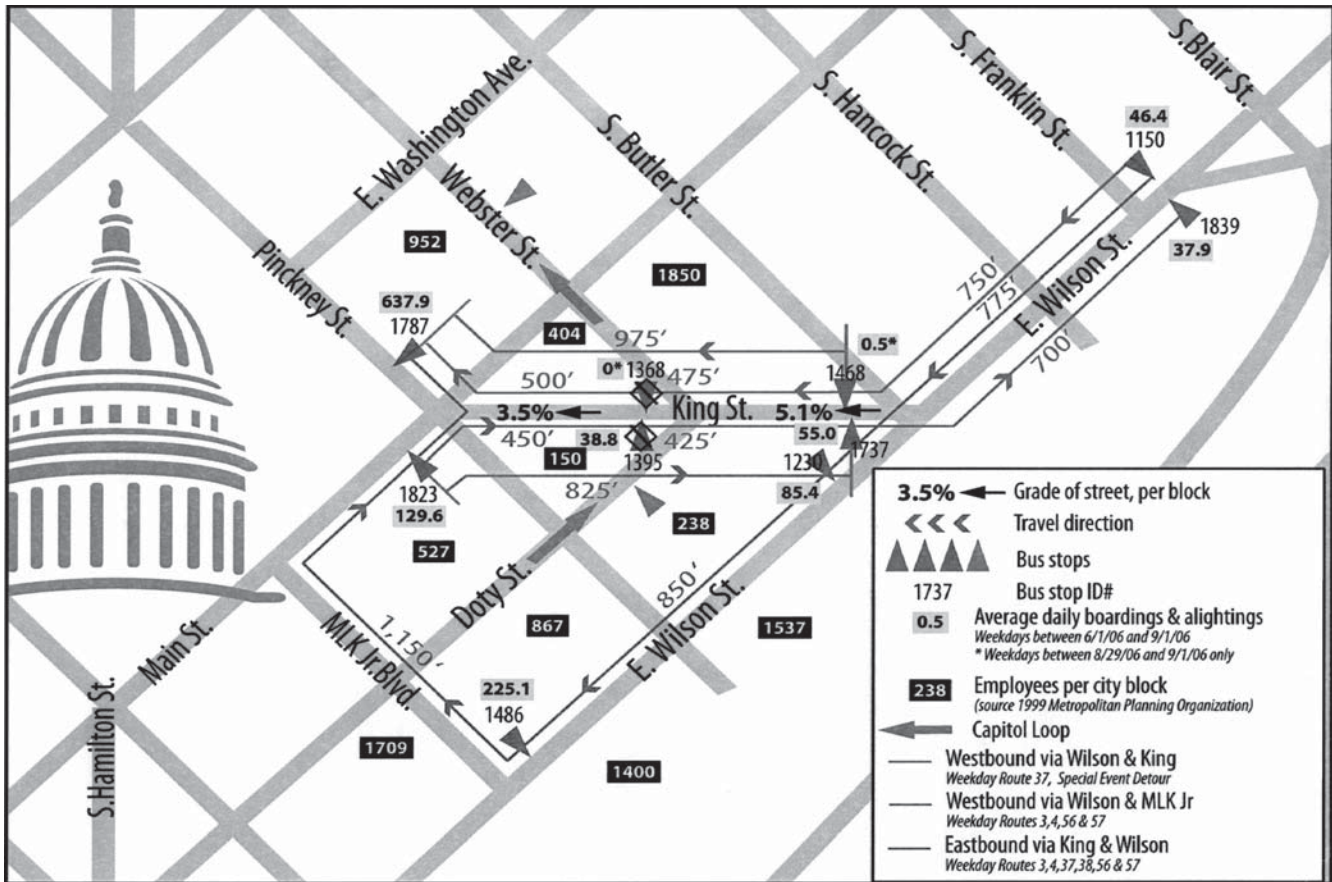 S. Blair St.
S. Franklin St.
46.4
1150
S. Hancock St.
E. Washington Ave.
S. Butler St.
Webster St.
1839
37.9
952
1850
E. Wilson St.
750’
775’
700’
Pinckney St.
637.9
1787
404
975’
0.5*
0* 1368
1468
500’
475’
3.5%
King St.
5.1%
450’
38.8
425’
55.0
1737
150
1395
1230
1823
825’
85.4
129.6
238
527
Doty St.
850’
867
1537
E. Wilson St.
Main St.
MLK Jr. Blvd.
1,150’
225.1
1486
S. Hamilton St.
1709
1400
3.5% Grade of street, per block
Travel direction
Bus stops
1737 Bus stop ID#
0.5 Average daily boardings & alightings
Weekdays between 6/1/06 and 9/1/06
* Weekdays between 8/29/06 and 9/1/06 only
238 Employees per city block
(source 1999 Metropolitan Planning Organization)
Capitol Loop
Westbound via Wilson & King
Weekday Route 37, Special Event Detour
Westbound via Wilson & MLK Jr
Weekday Routes 3,4,56 & 57
Eastbound via King & Wilson
Weekday Routes 3,4,37,38,56 & 57